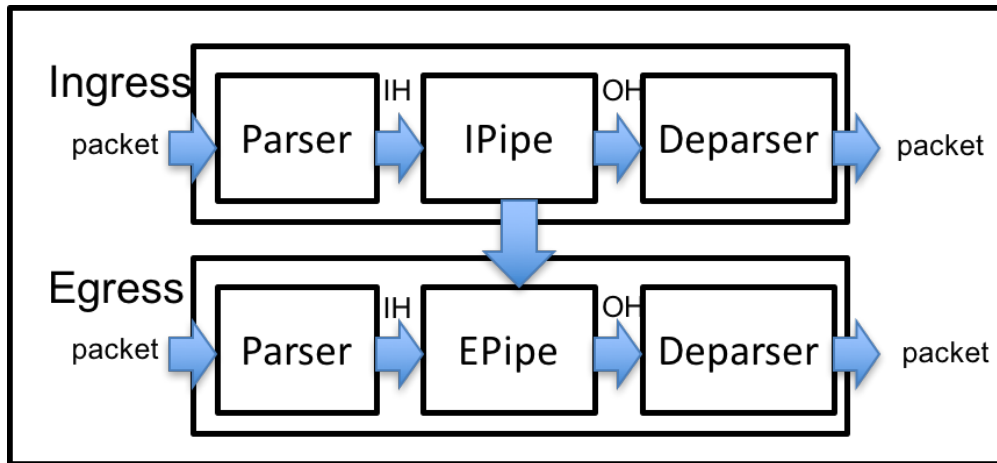 Ingress
packet
Parser
IH
IPipe
OH
Deparser
packet
Egress
packet
Parser
IH
EPipe
OH
Deparser
packet